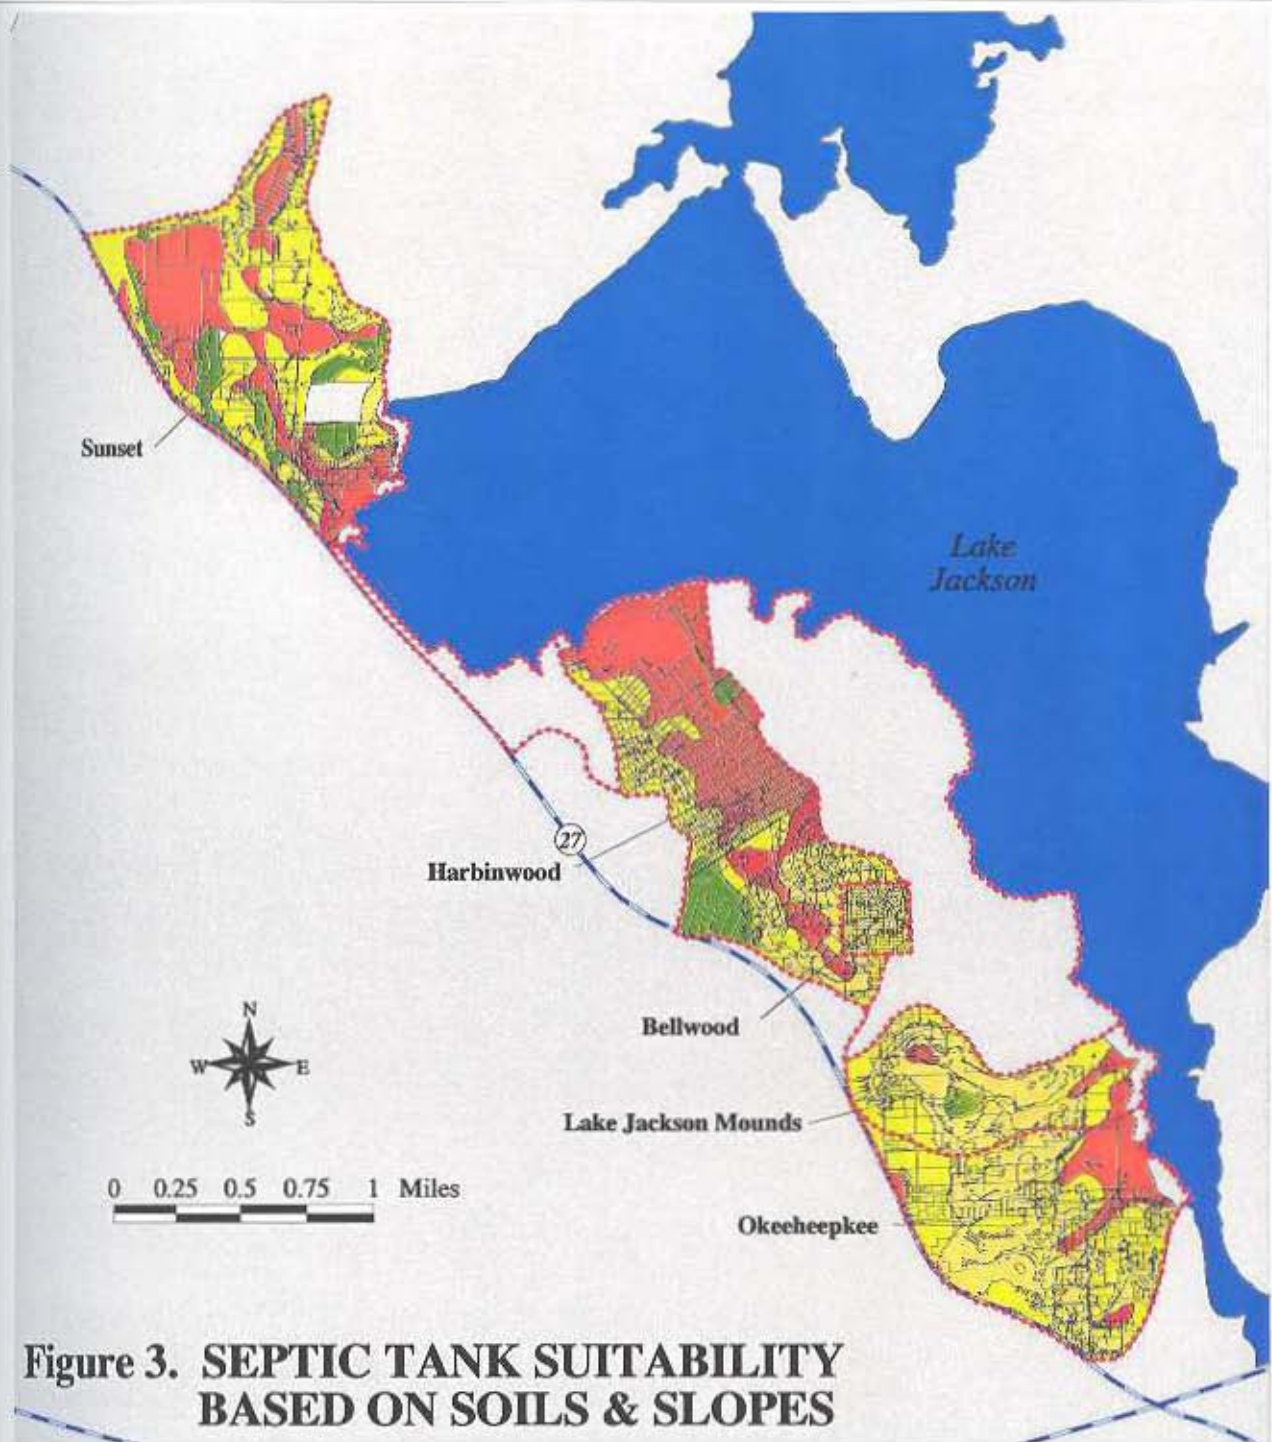 Sunset
Lake
Jackson
27
Harbinwood
Bellwood
N
W E
S
Lake Jackson Mounds
0 0.25 0.5 0.75 1 Miles
Okeeheepkee
Figure 3. SEPTIC TANK SUITABILITY
BASED ON SOILS & SLOPES